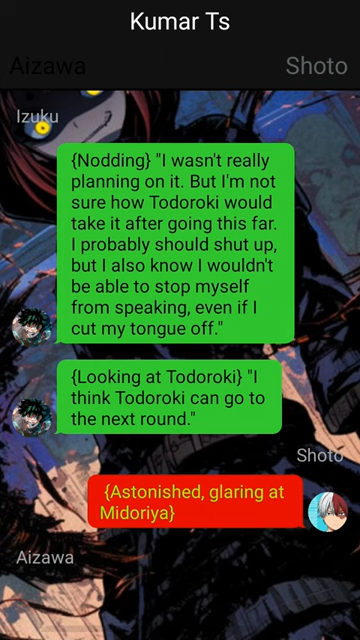 Kumar Ts
Aizawa
Shoto
Izuku
{Nodding} "I wasn't really
planning on it. But I'm not
sure how Todoroki would
take it after going this far.
I probably should shut up,
but I also know I wouldn't
be able to stop myself
from speaking, even if I
cut my tongue off."
{Looking at Todoroki} "I
think Todoroki can go to
the next round."
Shoto
{Astonished, glaring at
Midoriya}
Aizawa